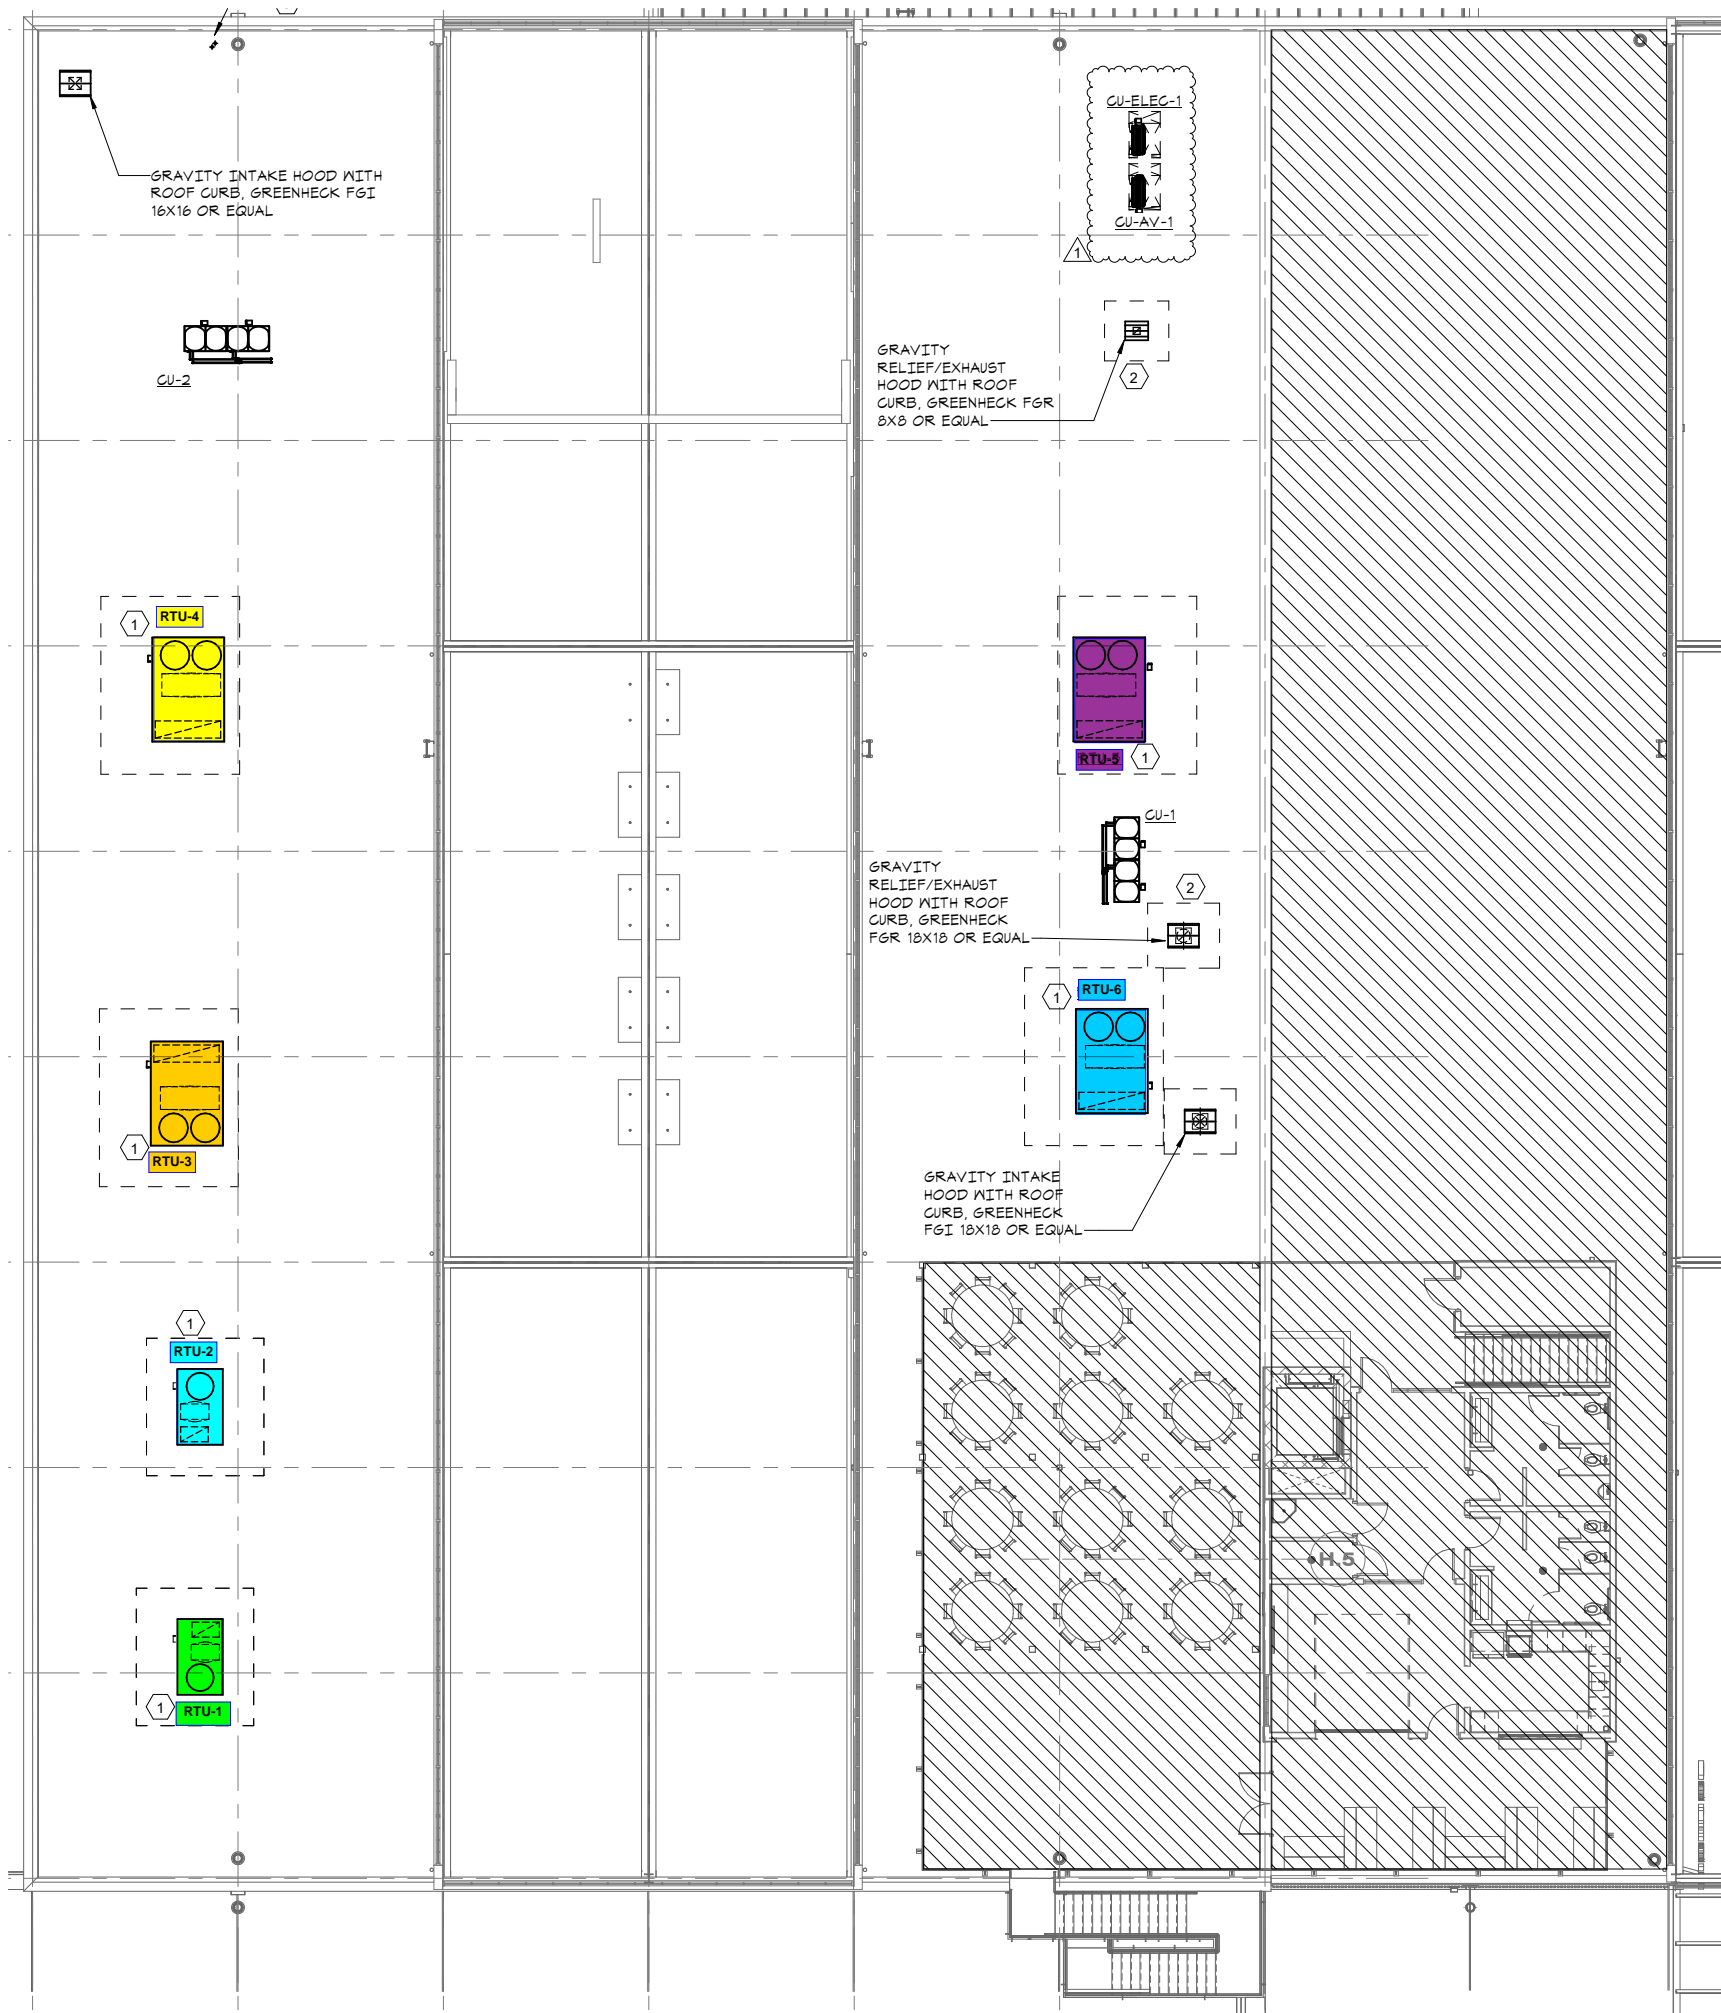 CU-ELEC-1
CU-AV-1
1
GRAVITY INTAKE HOOD WITH
ROOF CURB, GREENHECK FGI
16X16 OR EQUAL
CU-2
GRAVITY
RELIEF/EXHAUST
HOOD WITH ROOF
CURB, GREENHECK FGR
8X8 OR EQUAL
2
1
RTU-4
RTU-5
1
CU-1
GRAVITY
RELIEF/EXHAUST
HOOD WITH ROOF
CURB, GREENHECK
FGR 18X18 OR EQUAL
2
1
RTU-6
1
RTU-3
GRAVITY INTAKE
HOOD WITH ROOF
CURB, GREENHECK
FGI 18X18 OR EQUAL
1
RTU-2
H.5
1
RTU-1